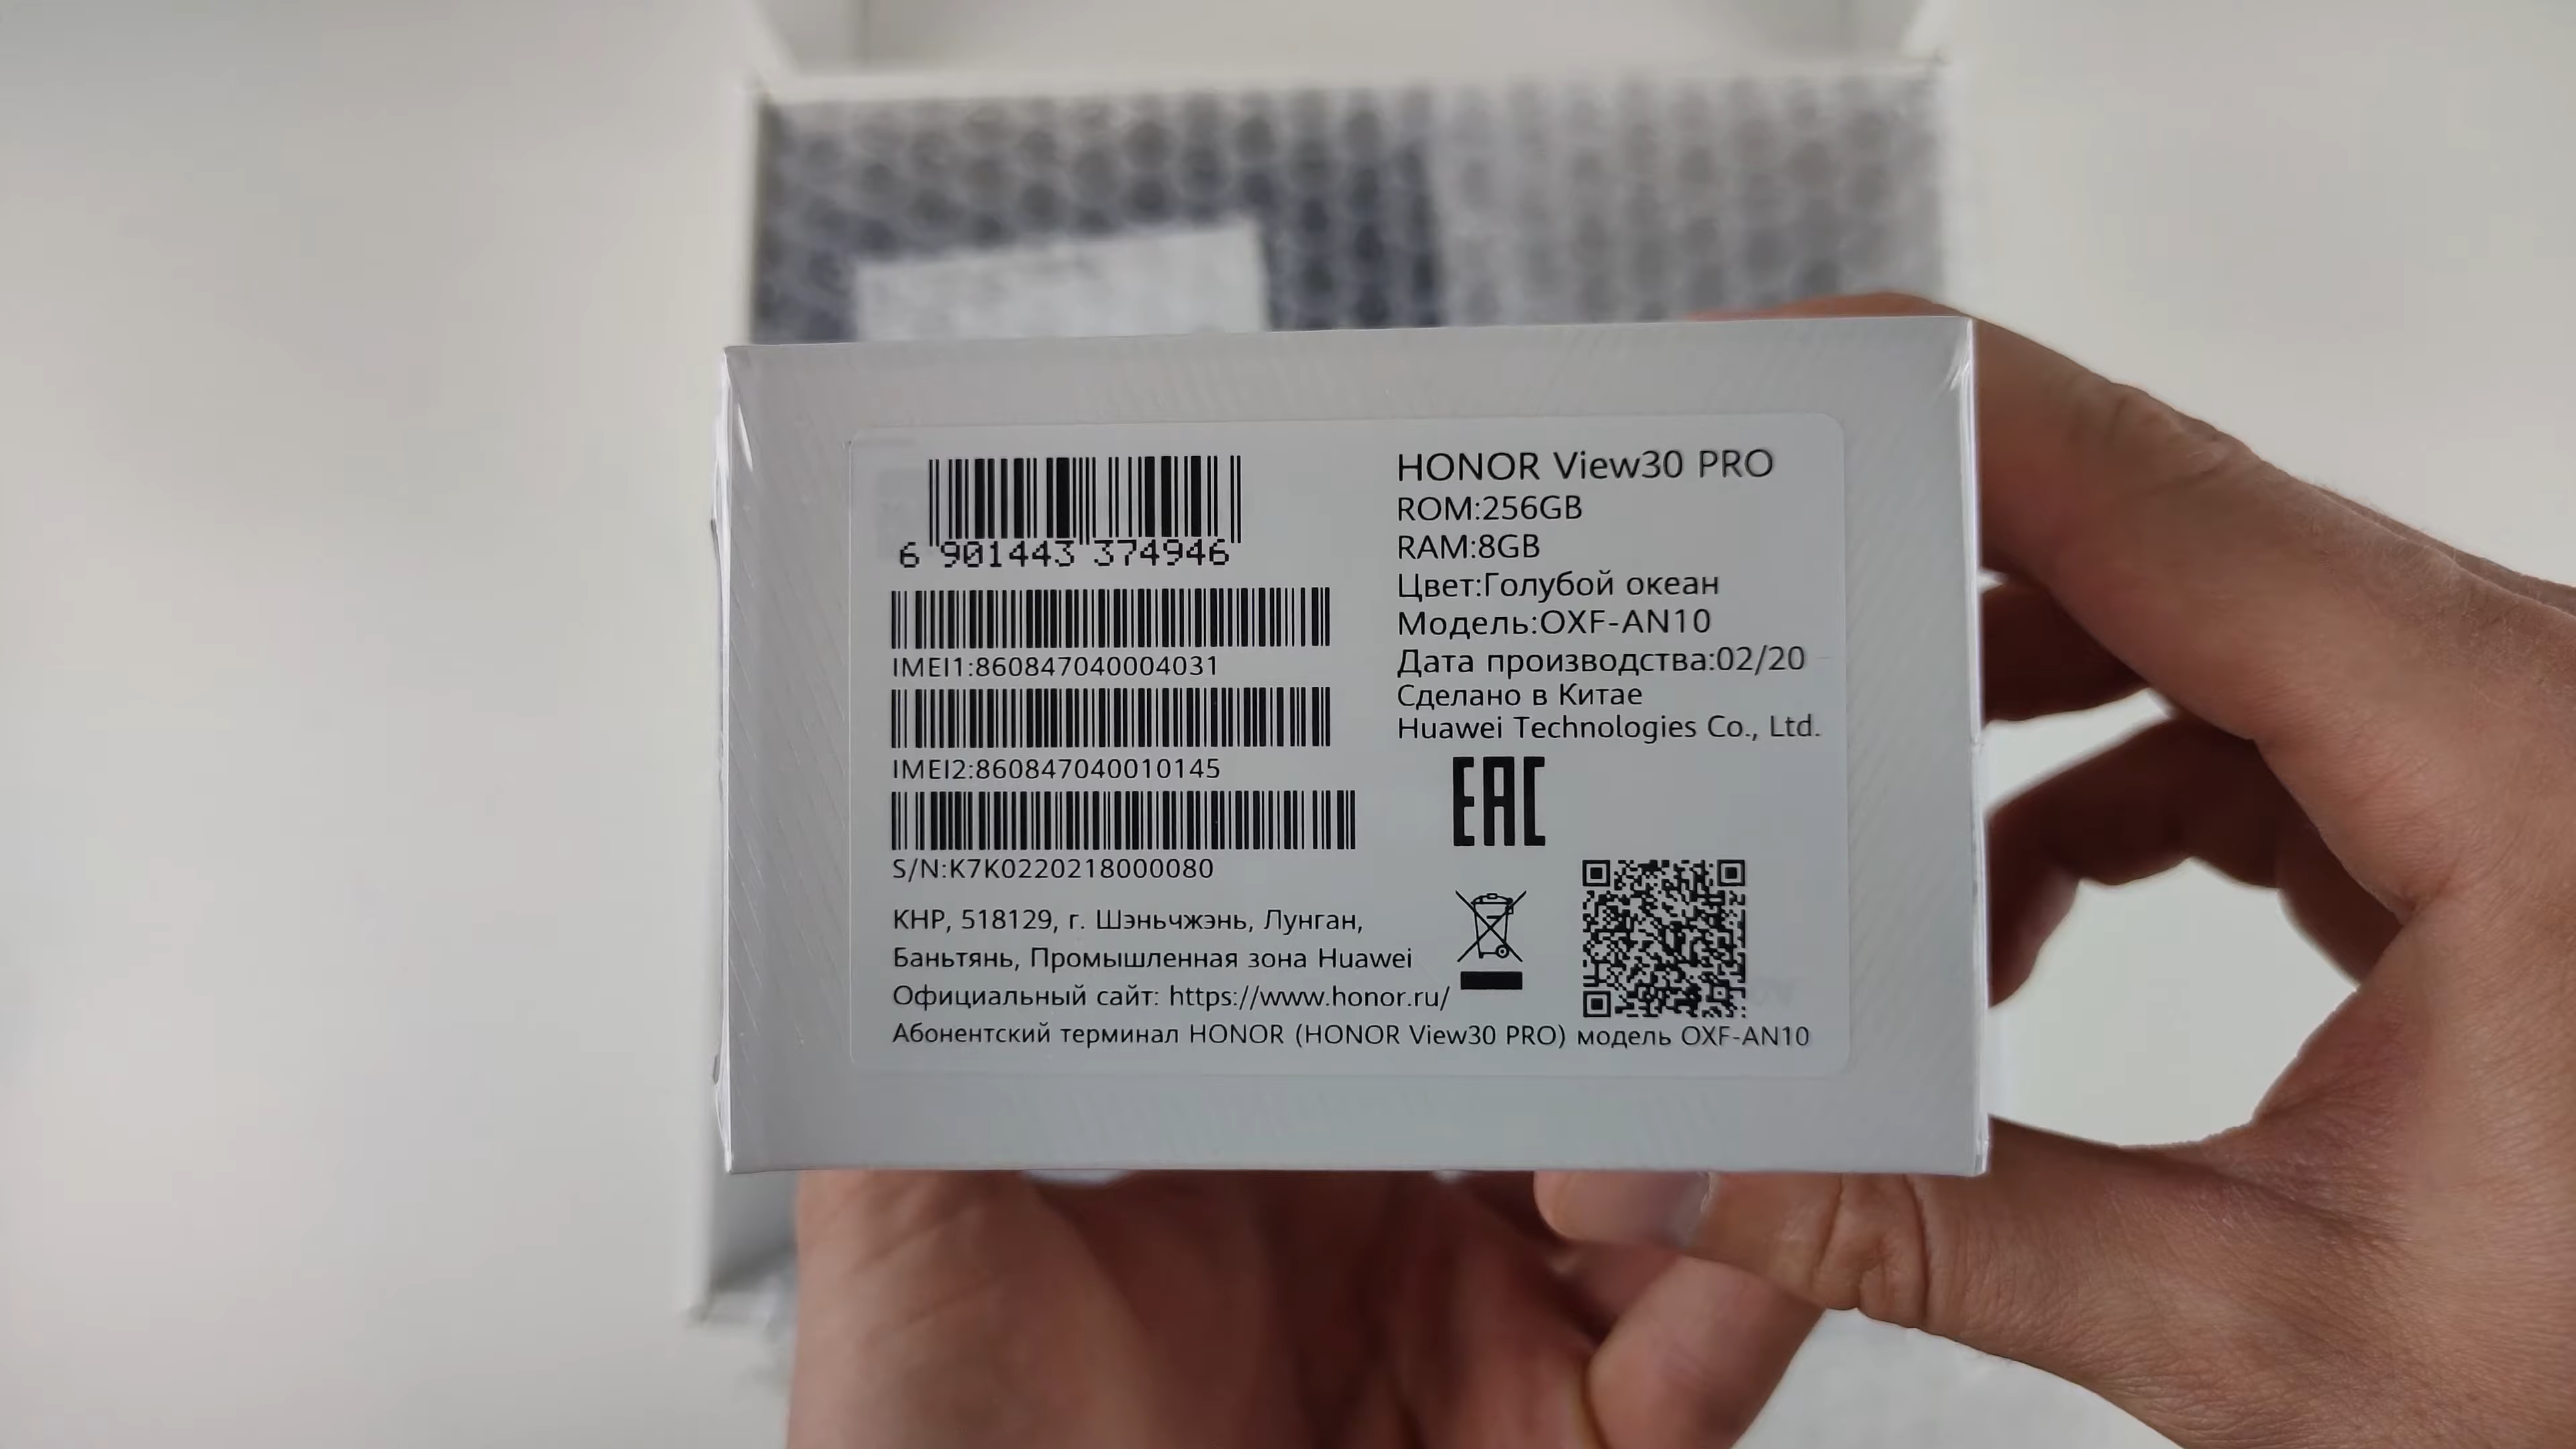 6 901443 374946
IMEI1:860847040004031
IMEI2:860847040010145
S/N:K7K0220218000080
HONOR View30 PRO
ROM:256GB
RAM:8GB
Цвет:Голубой океан
Модель:OXF-AN10
Дата производства:02/20
Сделано в Китае
Huawei Technologies Co., Ltd.
EAC
КНР, 518129, г. Шэньчжэнь, Лунган,
Баньтянь, Промышленная зона Huawei
Официальный сайт: https://www.honor.ru/
Абонентский терминал HONOR (HONOR View30 PRO) модель OXF-AN10